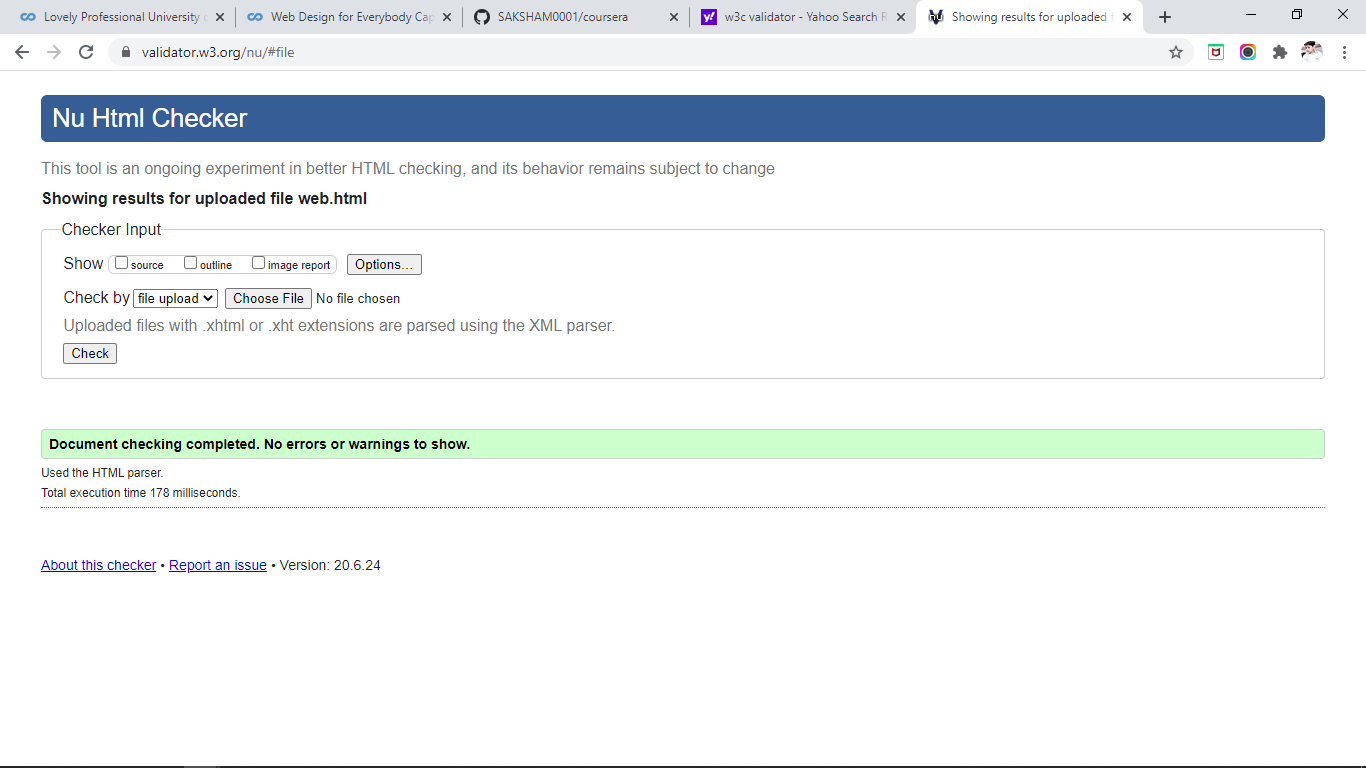 Lovely Professional University
Web Design for Everybody Cap
SAKSHAM0001/coursera
w3c validator - Yahoo Search R
Showing results for uploaded f
validator.w3.org/nu/#file
Nu Html Checker
This tool is an ongoing experiment in better HTML checking, and its behavior remains subject to change
Showing results for uploaded file web.html
Checker Input
Show source outline image report Options...
Check by file upload Choose File No file chosen
Uploaded files with .xhtml or .xht extensions are parsed using the XML parser.
Check
Document checking completed. No errors or warnings to show.
Used the HTML parser.
Total execution time 178 milliseconds.
About this checker • Report an issue • Version: 20.6.24